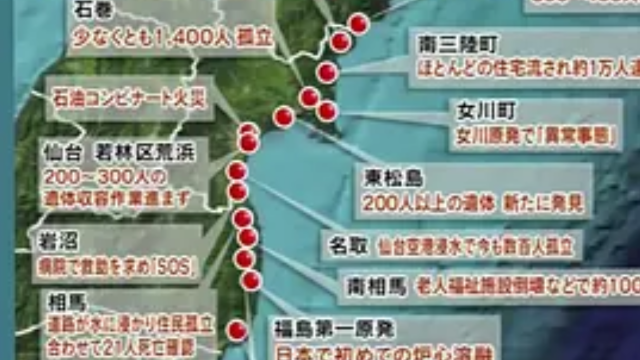 石巻
少なくとも1,400人 孤立
南三陸町
ほとんどの住宅流され約1万人
石油コンビナート火災
女川町
女川原発で「異常事態」
仙台 若林区荒浜
200～300人の
遺体収容作業進まず
東松島
200人以上の遺体 新たに発見
岩沼
病院で救助を求め「SOS」
名取 仙台空港浸水で今も数百人孤立
南相馬 老人福祉施設倒壊などで約100
相馬
道路が水に浸かり住民孤立
合わせて21人死亡確認
福島第一原発
日本で初めての炉心溶融